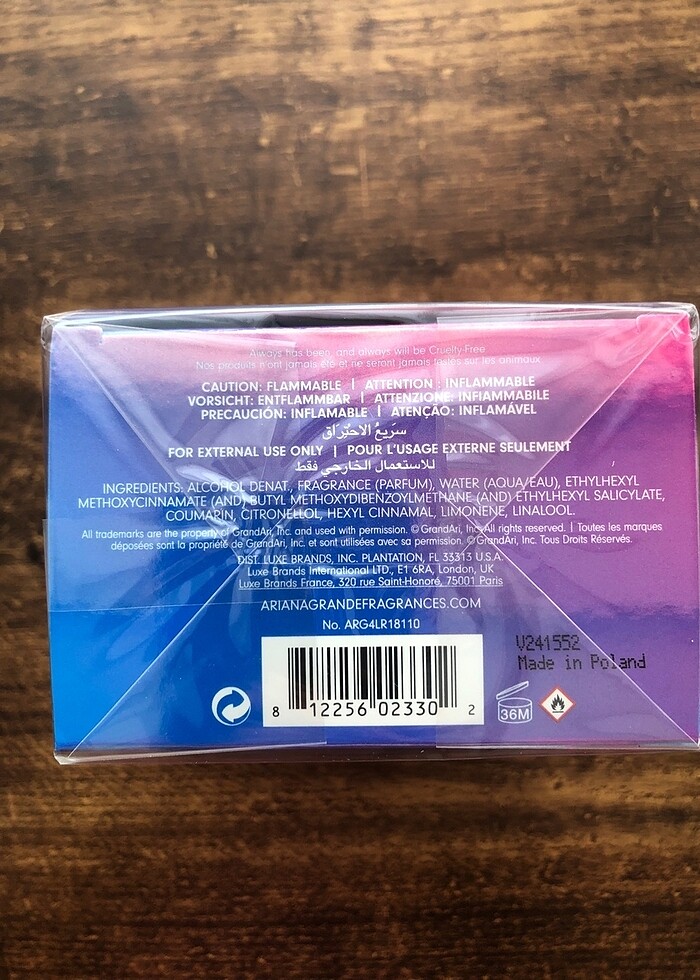 Always has been, and always will be Cruelty-Free
Nos produits n'ont jamais été et ne seront jamais testés sur les animaux
CAUTION: FLAMMABLE | ATTENTION : INFLAMMABLE
VORSICHT: ENTFLAMMBAR | ATTENZIONE: INFIAMMABILE
PRECAUCIÓN: INFLAMABLE | ATENÇÃO: INFLAMÁVEL
سَرِيعُ الاحْتِرَاق
FOR EXTERNAL USE ONLY | POUR L'USAGE EXTERNE SEULEMENT
للاستعمال الخارجي فقط
INGREDIENTS: ALCOHOL DENAT., FRAGRANCE (PARFUM), WATER (AQUA/EAU), ETHYLHEXYL
METHOXYCINNAMATE (AND) BUTYL METHOXYDIBENZOYLMETHANE (AND) ETHYLHEXYL SALICYLATE,
COUMARIN, CITRONELLOL, HEXYL CINNAMAL, LIMONENE, LINALOOL.
All trademarks are the property of GrandAri, Inc. and used with permission. © GrandAri, Inc. All rights reserved. | Toutes les marques
déposées sont la propriété de GrandAri, Inc. et sont utilisées avec sa permission. © GrandAri, Inc. Tous Droits Réservés.
DIST. LUXE BRANDS, INC. PLANTATION, FL 33313 U.S.A.
Luxe Brands International LTD., E1 6RA, London, UK
Luxe Brands France, 320 rue Saint-Honoré, 75001 Paris
ARIANAGRANDEFRAGRANCES.COM
No. ARG4LR18110
V241552
Made in Poland
8 12256 02330 2
36M